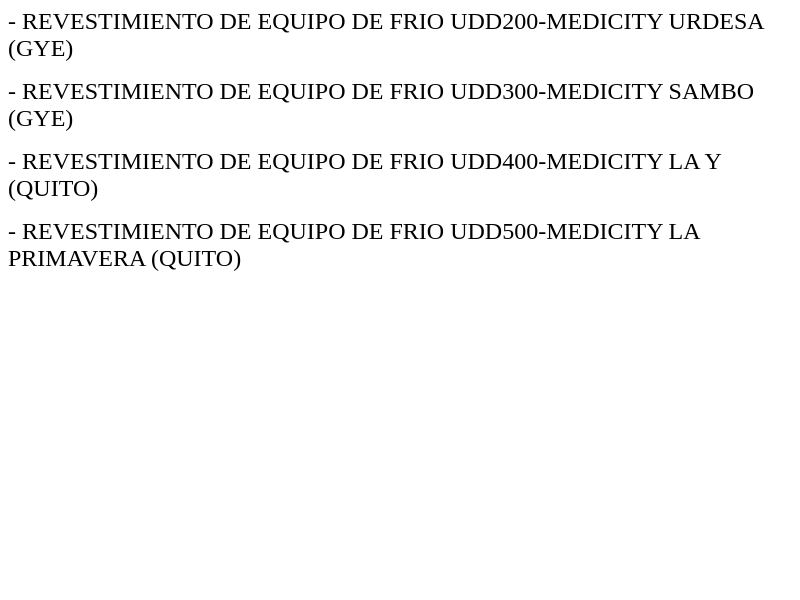 - REVESTIMIENTO DE EQUIPO DE FRIO UDD200-MEDICITY URDESA
(GYE)
- REVESTIMIENTO DE EQUIPO DE FRIO UDD300-MEDICITY SAMBO
(GYE)
- REVESTIMIENTO DE EQUIPO DE FRIO UDD400-MEDICITY LA Y
(QUITO)
- REVESTIMIENTO DE EQUIPO DE FRIO UDD500-MEDICITY LA
PRIMAVERA (QUITO)